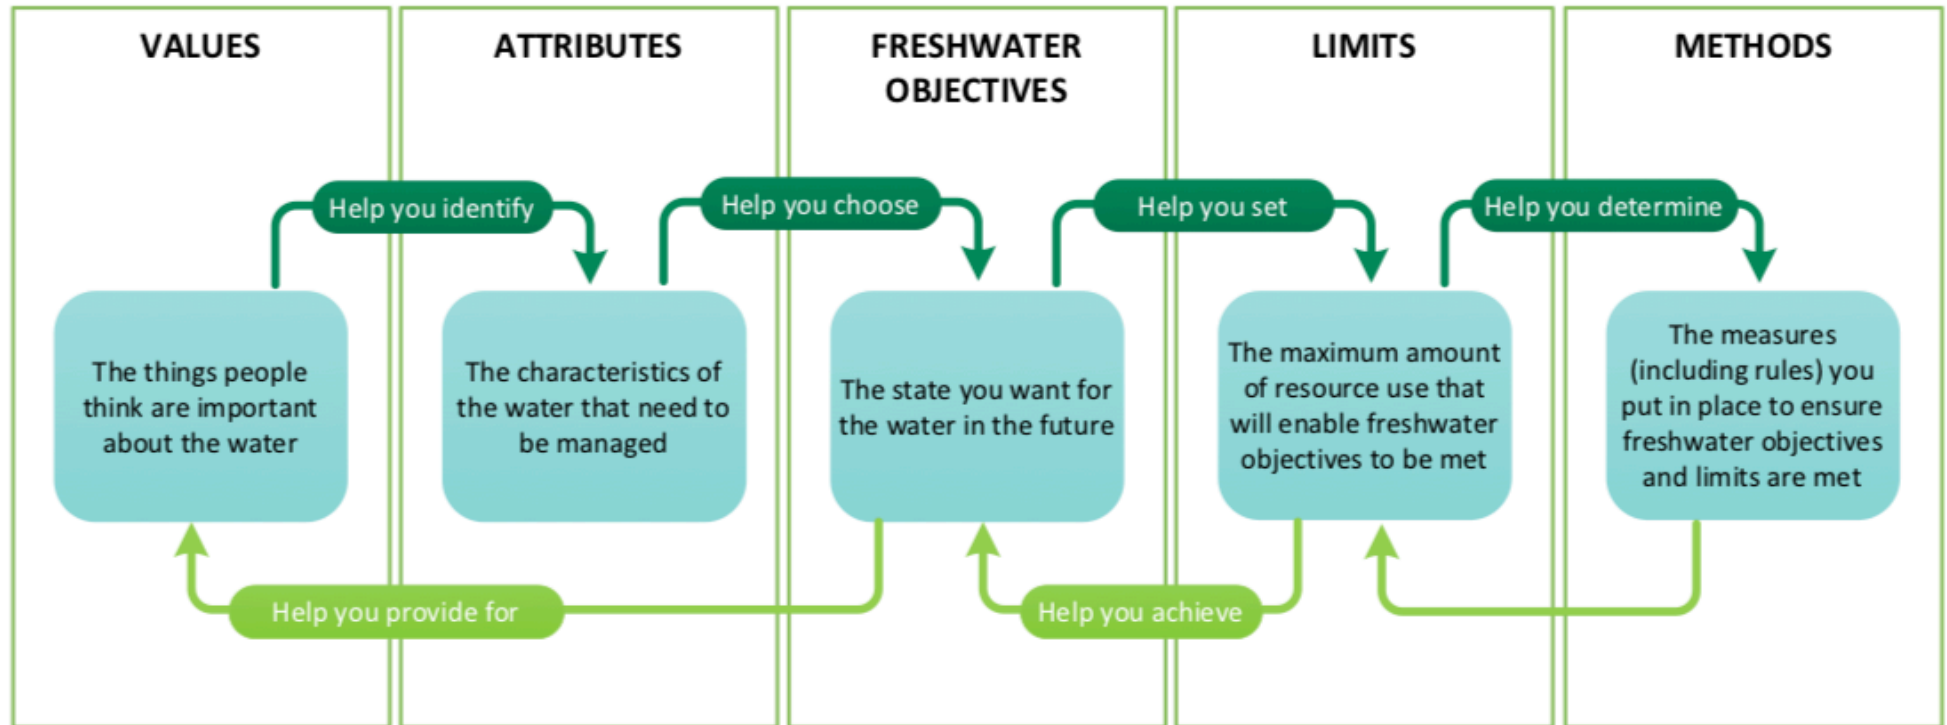 VALUES
ATTRIBUTES
FRESHWATER
OBJECTIVES
LIMITS
METHODS
Help you identify
Help you choose
Help you set
Help you determine
The things people
think are important
about the water
The characteristics of
the water that need to
be managed
The state you want for
the water in the future
The maximum amount
of resource use that
will enable freshwater
objectives to be met
The measures
(including rules) you
put in place to ensure
freshwater objectives
and limits are met
Help you provide for
Help you achieve